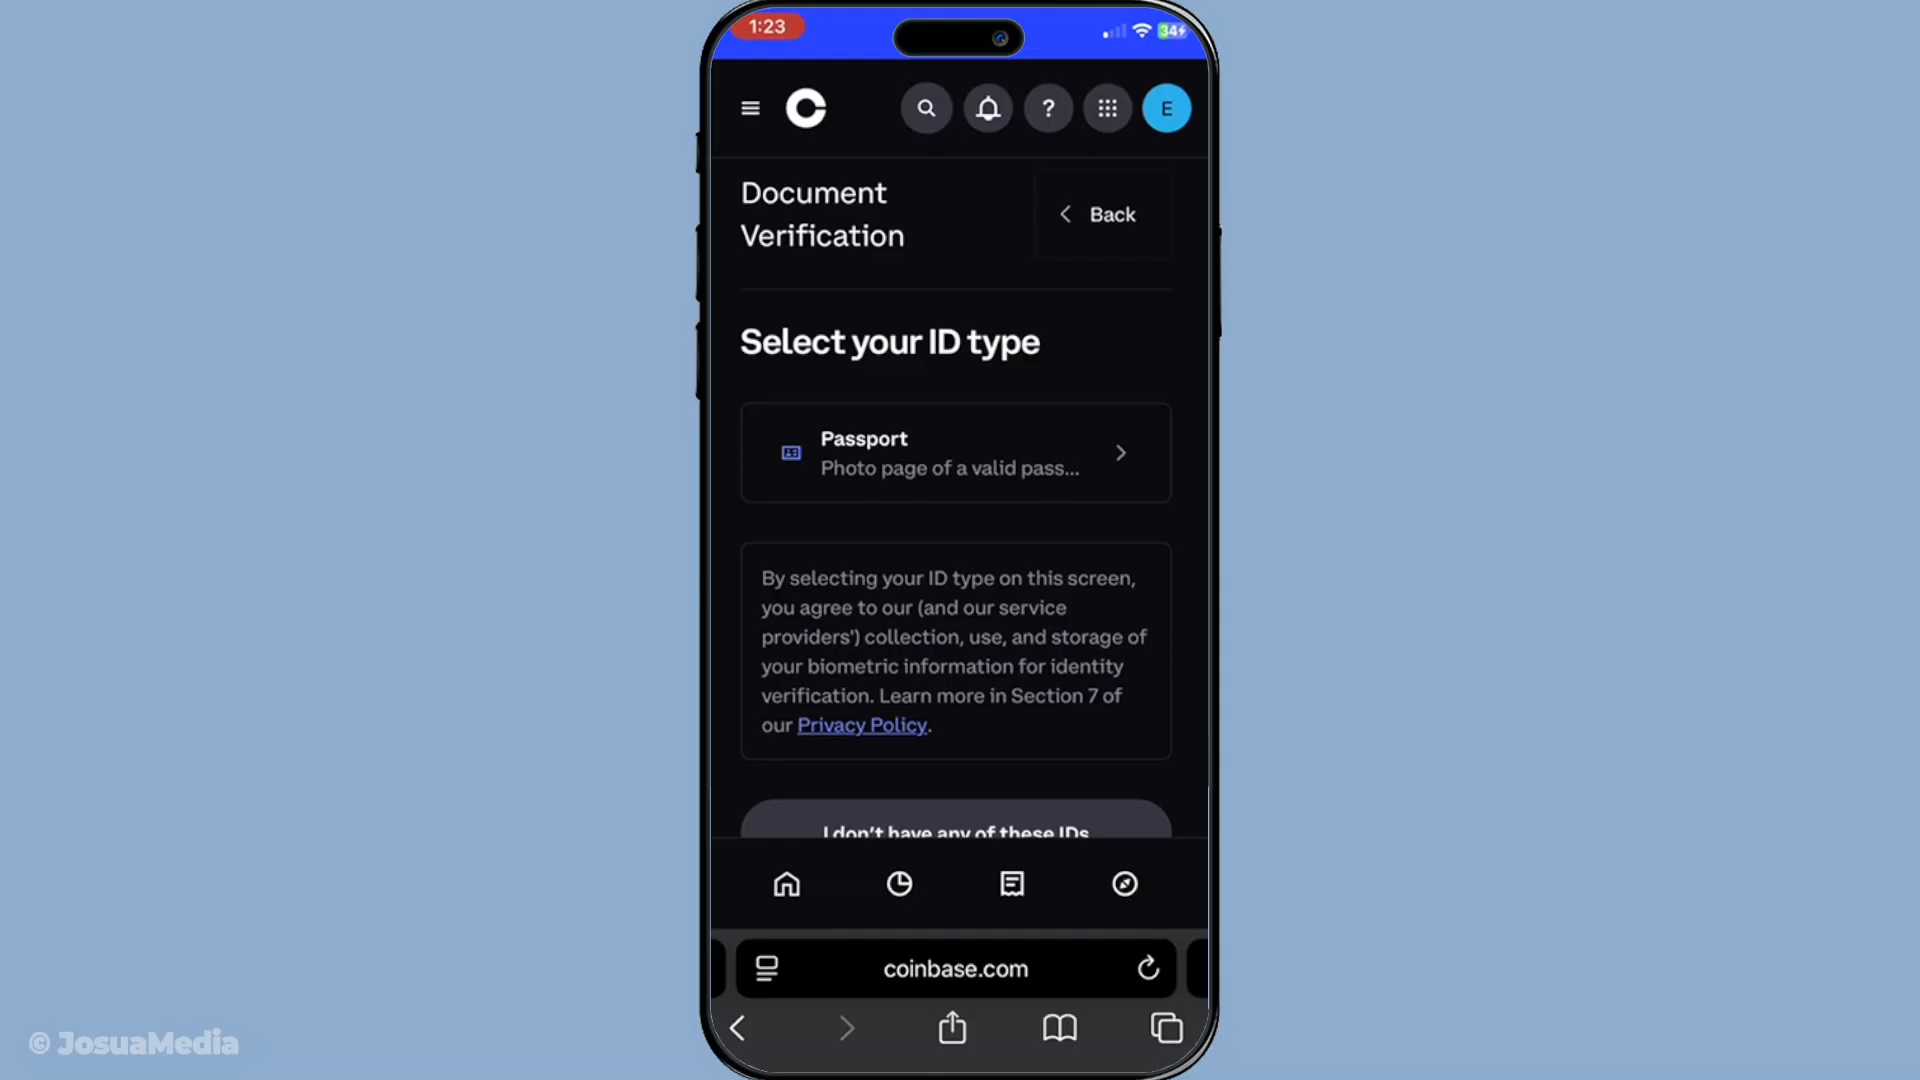 1:23
34
E
Document
Verification
Back
Select your ID type
Passport
Photo page of a valid pass...
By selecting your ID type on this screen,
you agree to our (and our service
providers') collection, use, and storage of
your biometric information for identity
verification. Learn more in Section 7 of
our Privacy Policy.
I don't have any of these IDs
coinbase.com
© JosuaMedia